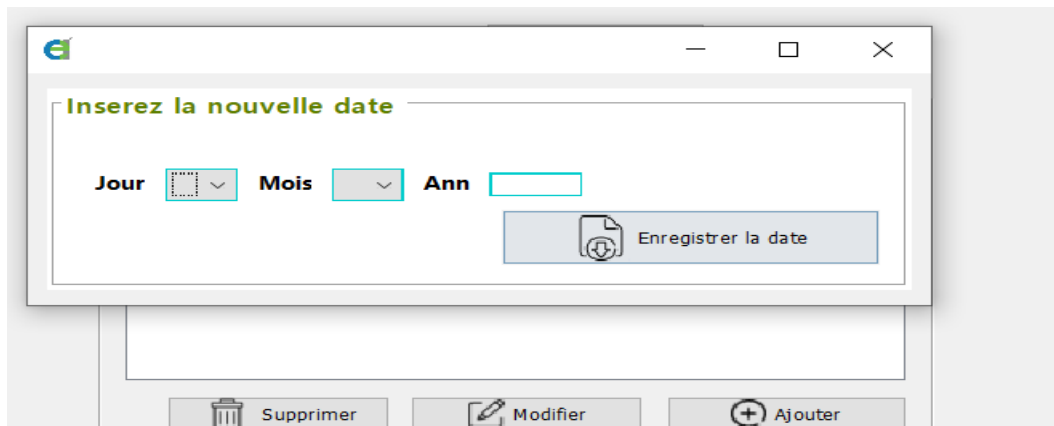 Inserez la nouvelle date
Jour Mois Ann
Enregistrer la date
Supprimer Modifier Ajouter